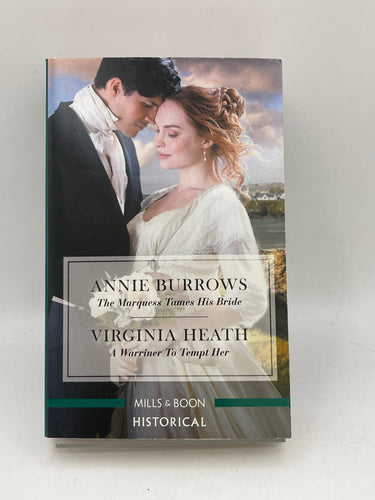 ANNIE BURROWS
The Marquess Tames His Bride
VIRGINIA HEATH
A Warriner To Tempt Her
MILLS & BOON
HISTORICAL